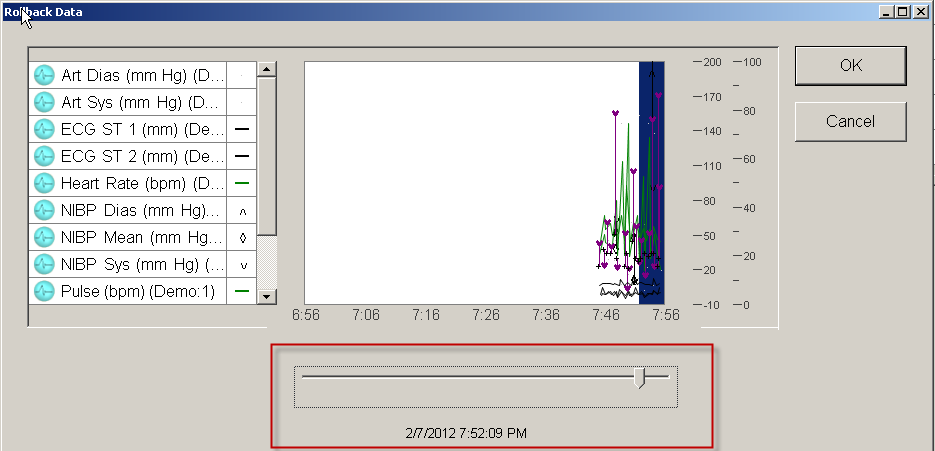 Rollback Data
Art Dias (mm Hg) (D...
Art Sys (mm Hg) (D...
ECG ST 1 (mm) (De...
ECG ST 2 (mm) (De...
Heart Rate (bpm) (D...
NIBP Dias (mm Hg)...
NIBP Mean (mm Hg...
NIBP Sys (mm Hg) (...
Pulse (bpm) (Demo:1)
200 100
170
80
140
110
60
80
40
50
20
20
-10 0
6:56 7:06 7:16 7:26 7:36 7:46 7:56
OK
Cancel
2/7/2012 7:52:09 PM